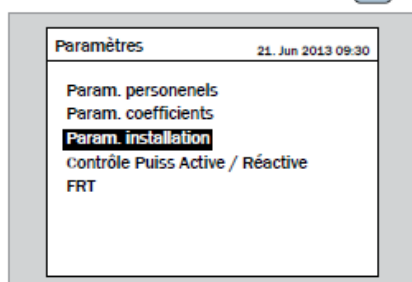 Paramètres 21. Jun 2013 09:30
Param. personenels
Param. coefficients
Param. installation
Contrôle Puiss Active / Réactive
FRT